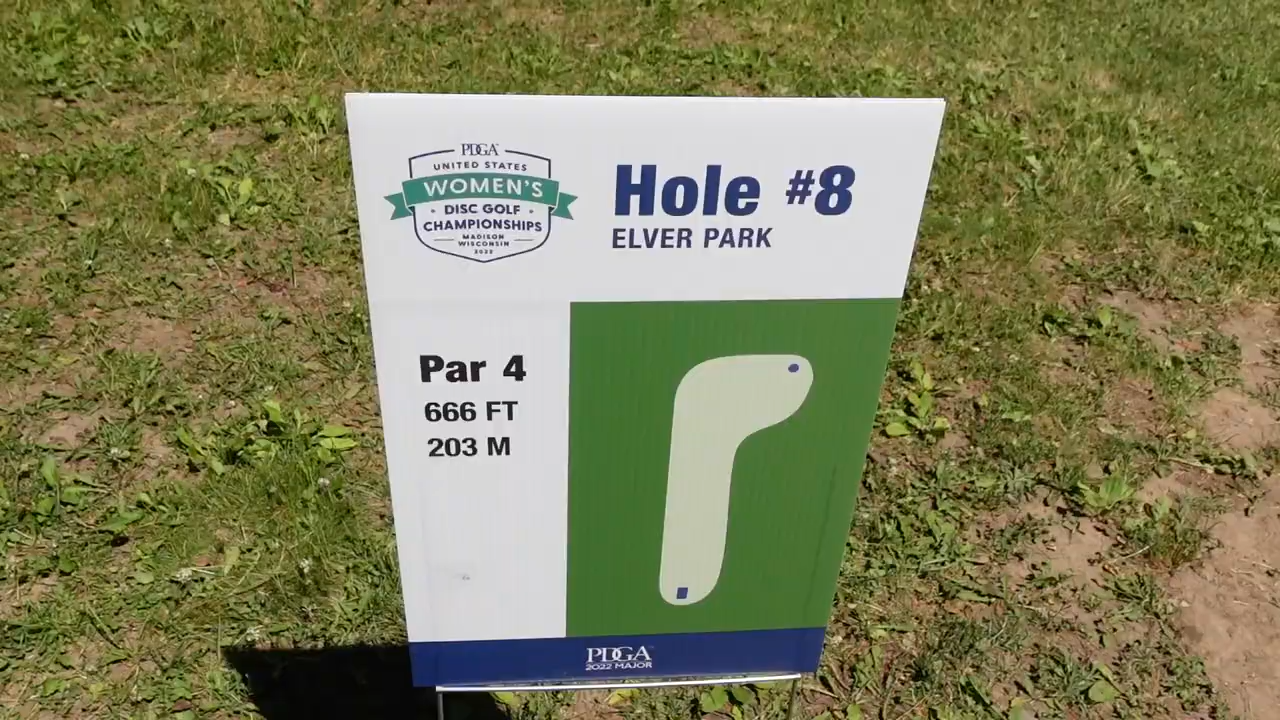 PDGA
UNITED STATES
WOMEN'S
DISC GOLF
CHAMPIONSHIPS
MADISON
WISCONSIN
2022
Hole #8
ELVER PARK
Par 4
666 FT
203 M
PDGA
2022 MAJOR